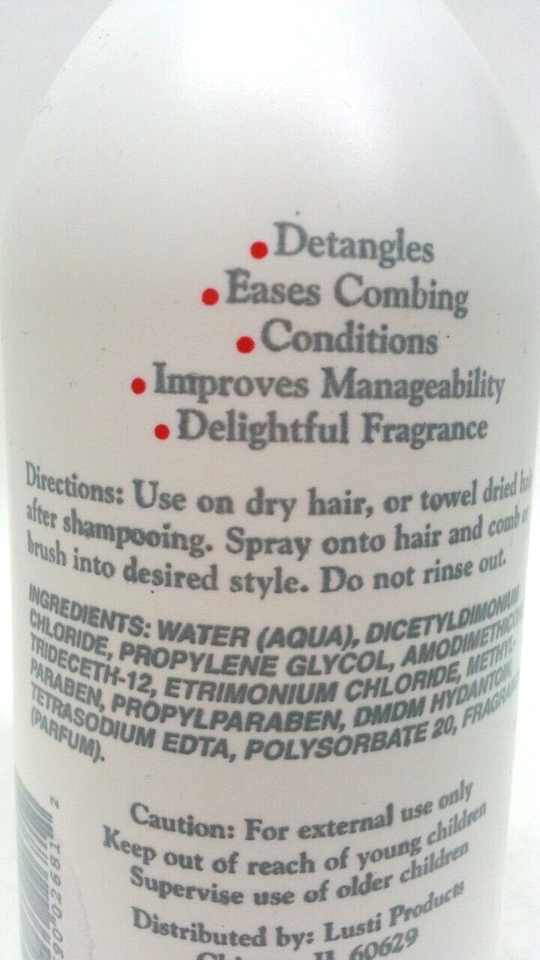 • Detangles
• Eases Combing
• Conditions
• Improves Manageability
• Delightful Fragrance
Directions: Use on dry hair, or towel dried
after shampooing. Spray onto hair and comb or
brush into desired style. Do not rinse out.
INGREDIENTS: WATER (AQUA), DICETYLDIMONIUM
CHLORIDE, PROPYLENE GLYCOL,
TRIDECETH-12, ETRIMONIUM CHLORIDE, METHYL-
PARABEN, PROPYLPARABEN, DMDM HYDANTOIN,
TETRASODIUM EDTA, POLYSORBATE 20,
(PARFUM).
Caution: For external use only
Keep out of reach of young children
Supervise use of older children
Distributed by: Lusti Products
60629